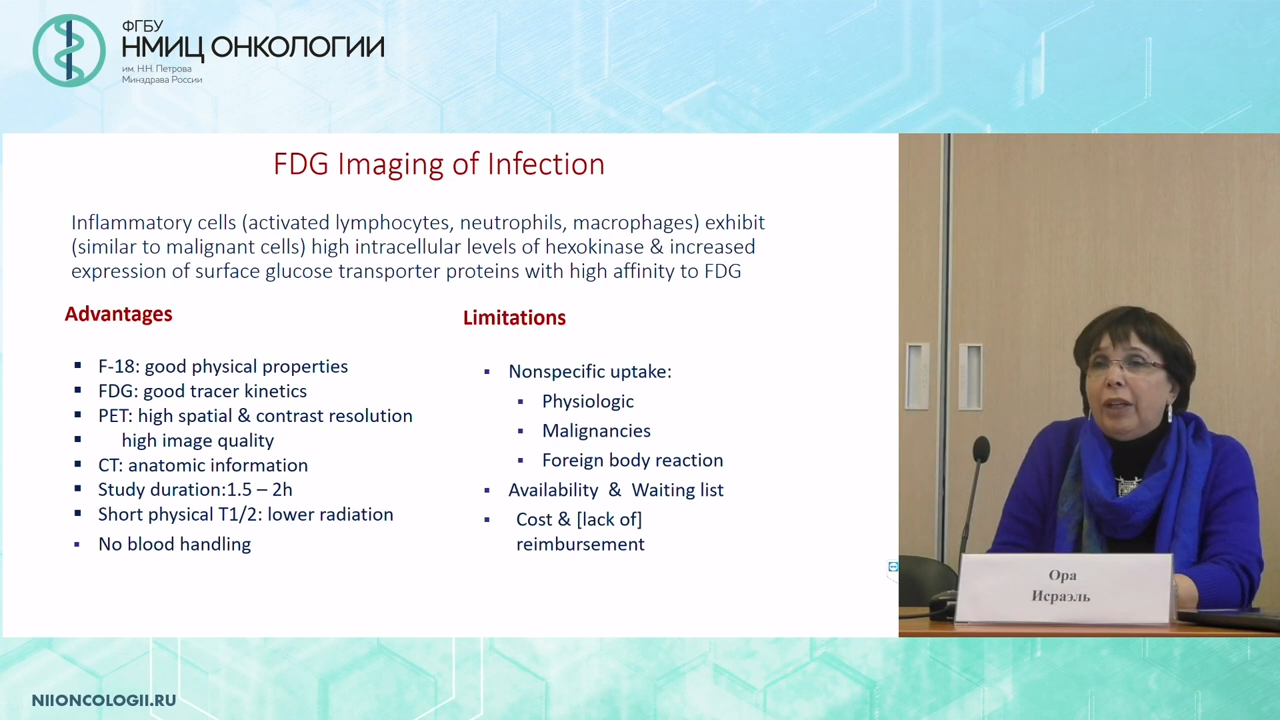 ФГБУ
НМИЦ ОНКОЛОГИИ
им. Н.Н. Петрова
Минздрава России
FDG Imaging of Infection
Inflammatory cells (activated lymphocytes, neutrophils, macrophages) exhibit
(similar to malignant cells) high intracellular levels of hexokinase & increased
expression of surface glucose transporter proteins with high affinity to FDG
Advantages
▪ F-18: good physical properties
▪ FDG: good tracer kinetics
▪ PET: high spatial & contrast resolution
▪ high image quality
▪ CT: anatomic information
▪ Study duration:1.5 – 2h
▪ Short physical T1/2: lower radiation
▪ No blood handling
Limitations
▪ Nonspecific uptake:
▪ Physiologic
▪ Malignancies
▪ Foreign body reaction
▪ Availability & Waiting list
▪ Cost & [lack of]
reimbursement
Ора
Исраэль
NIIONCOLOGII.RU